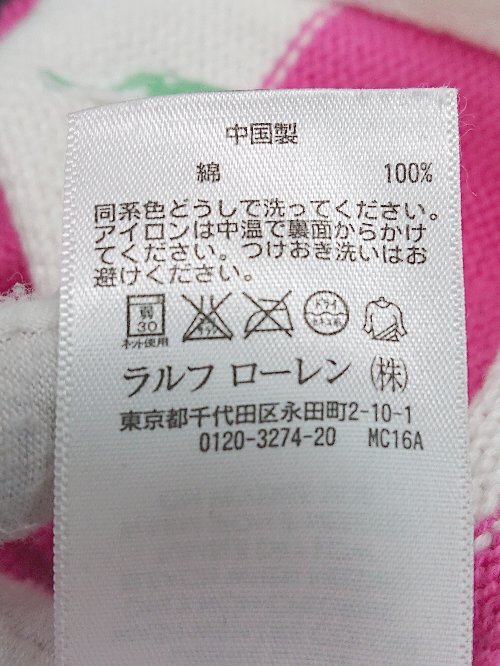 中国製
綿 100%
同系色どうしで洗ってください。
アイロンは中温で裏面からかけ
てください。つけおき洗いはお
避けください。
弱
30
ネット使用
ドライ
セキユ系
ラルフ ローレン(株)
東京都千代田区永田町2-10-1
0120-3274-20 MC16A